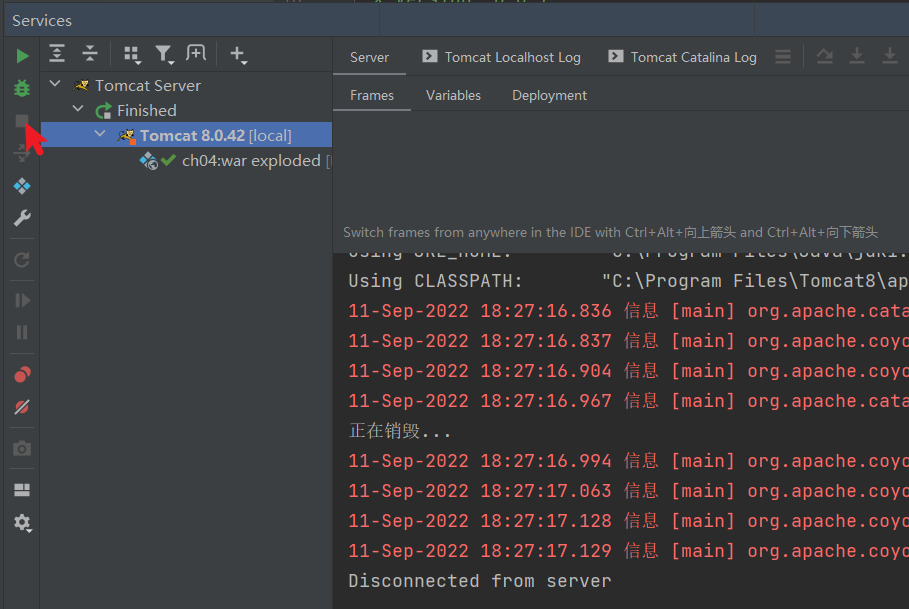 Services
Server
Tomcat Localhost Log
Tomcat Catalina Log
Tomcat Server
Finished
Tomcat 8.0.42 [local]
ch04:war exploded [
Frames
Variables
Deployment
Switch frames from anywhere in the IDE with Ctrl+Alt+向上箭头 and Ctrl+Alt+向下箭头
Using CLASSPATH: "C:\Program Files\Tomcat8\ap
11-Sep-2022 18:27:16.836 信息 [main] org.apache.cata
11-Sep-2022 18:27:16.837 信息 [main] org.apache.coyo
11-Sep-2022 18:27:16.904 信息 [main] org.apache.coyo
11-Sep-2022 18:27:16.967 信息 [main] org.apache.cata
正在销毁...
11-Sep-2022 18:27:16.994 信息 [main] org.apache.coyo
11-Sep-2022 18:27:17.063 信息 [main] org.apache.coyo
11-Sep-2022 18:27:17.128 信息 [main] org.apache.coyo
11-Sep-2022 18:27:17.129 信息 [main] org.apache.coyo
Disconnected from server